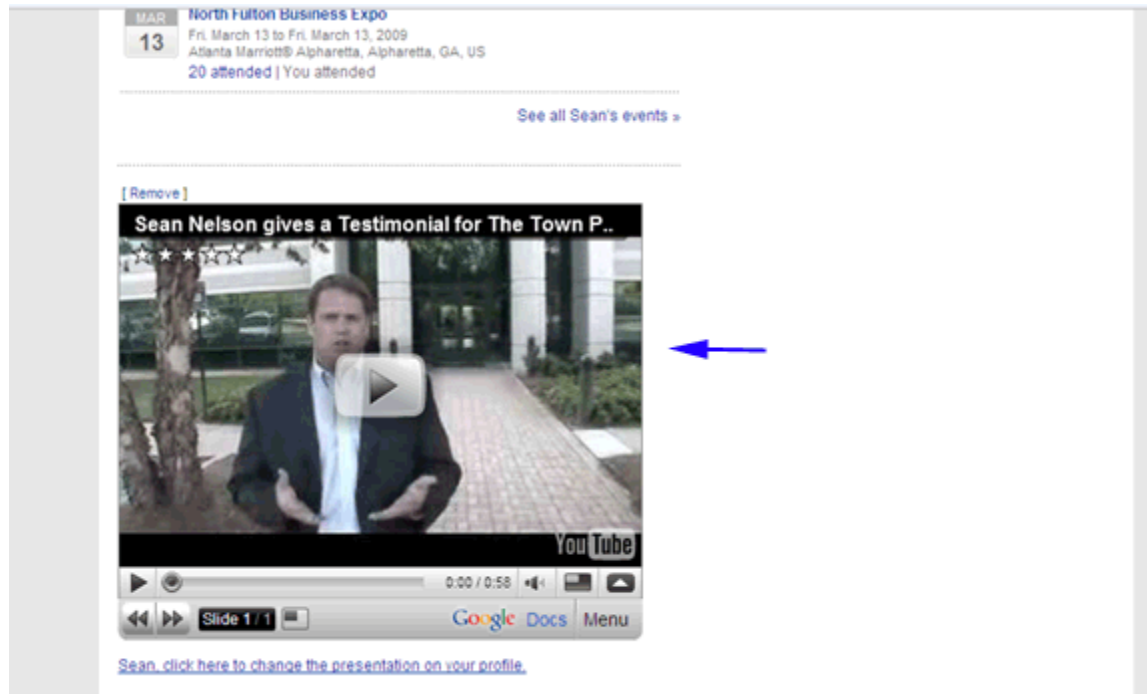 MAR
North Fulton Business Expo
13
Fri. March 13 to Fri. March 13, 2009
Atlanta Marriott® Alpharetta, Alpharetta, GA, US
20 attended | You attended
See all Sean's events »
[ Remove ]
Sean Nelson gives a Testimonial for The Town P..
YouTube
0:00 / 0:58
Slide 1 / 1
Google Docs
Menu
Sean, click here to change the presentation on your profile.